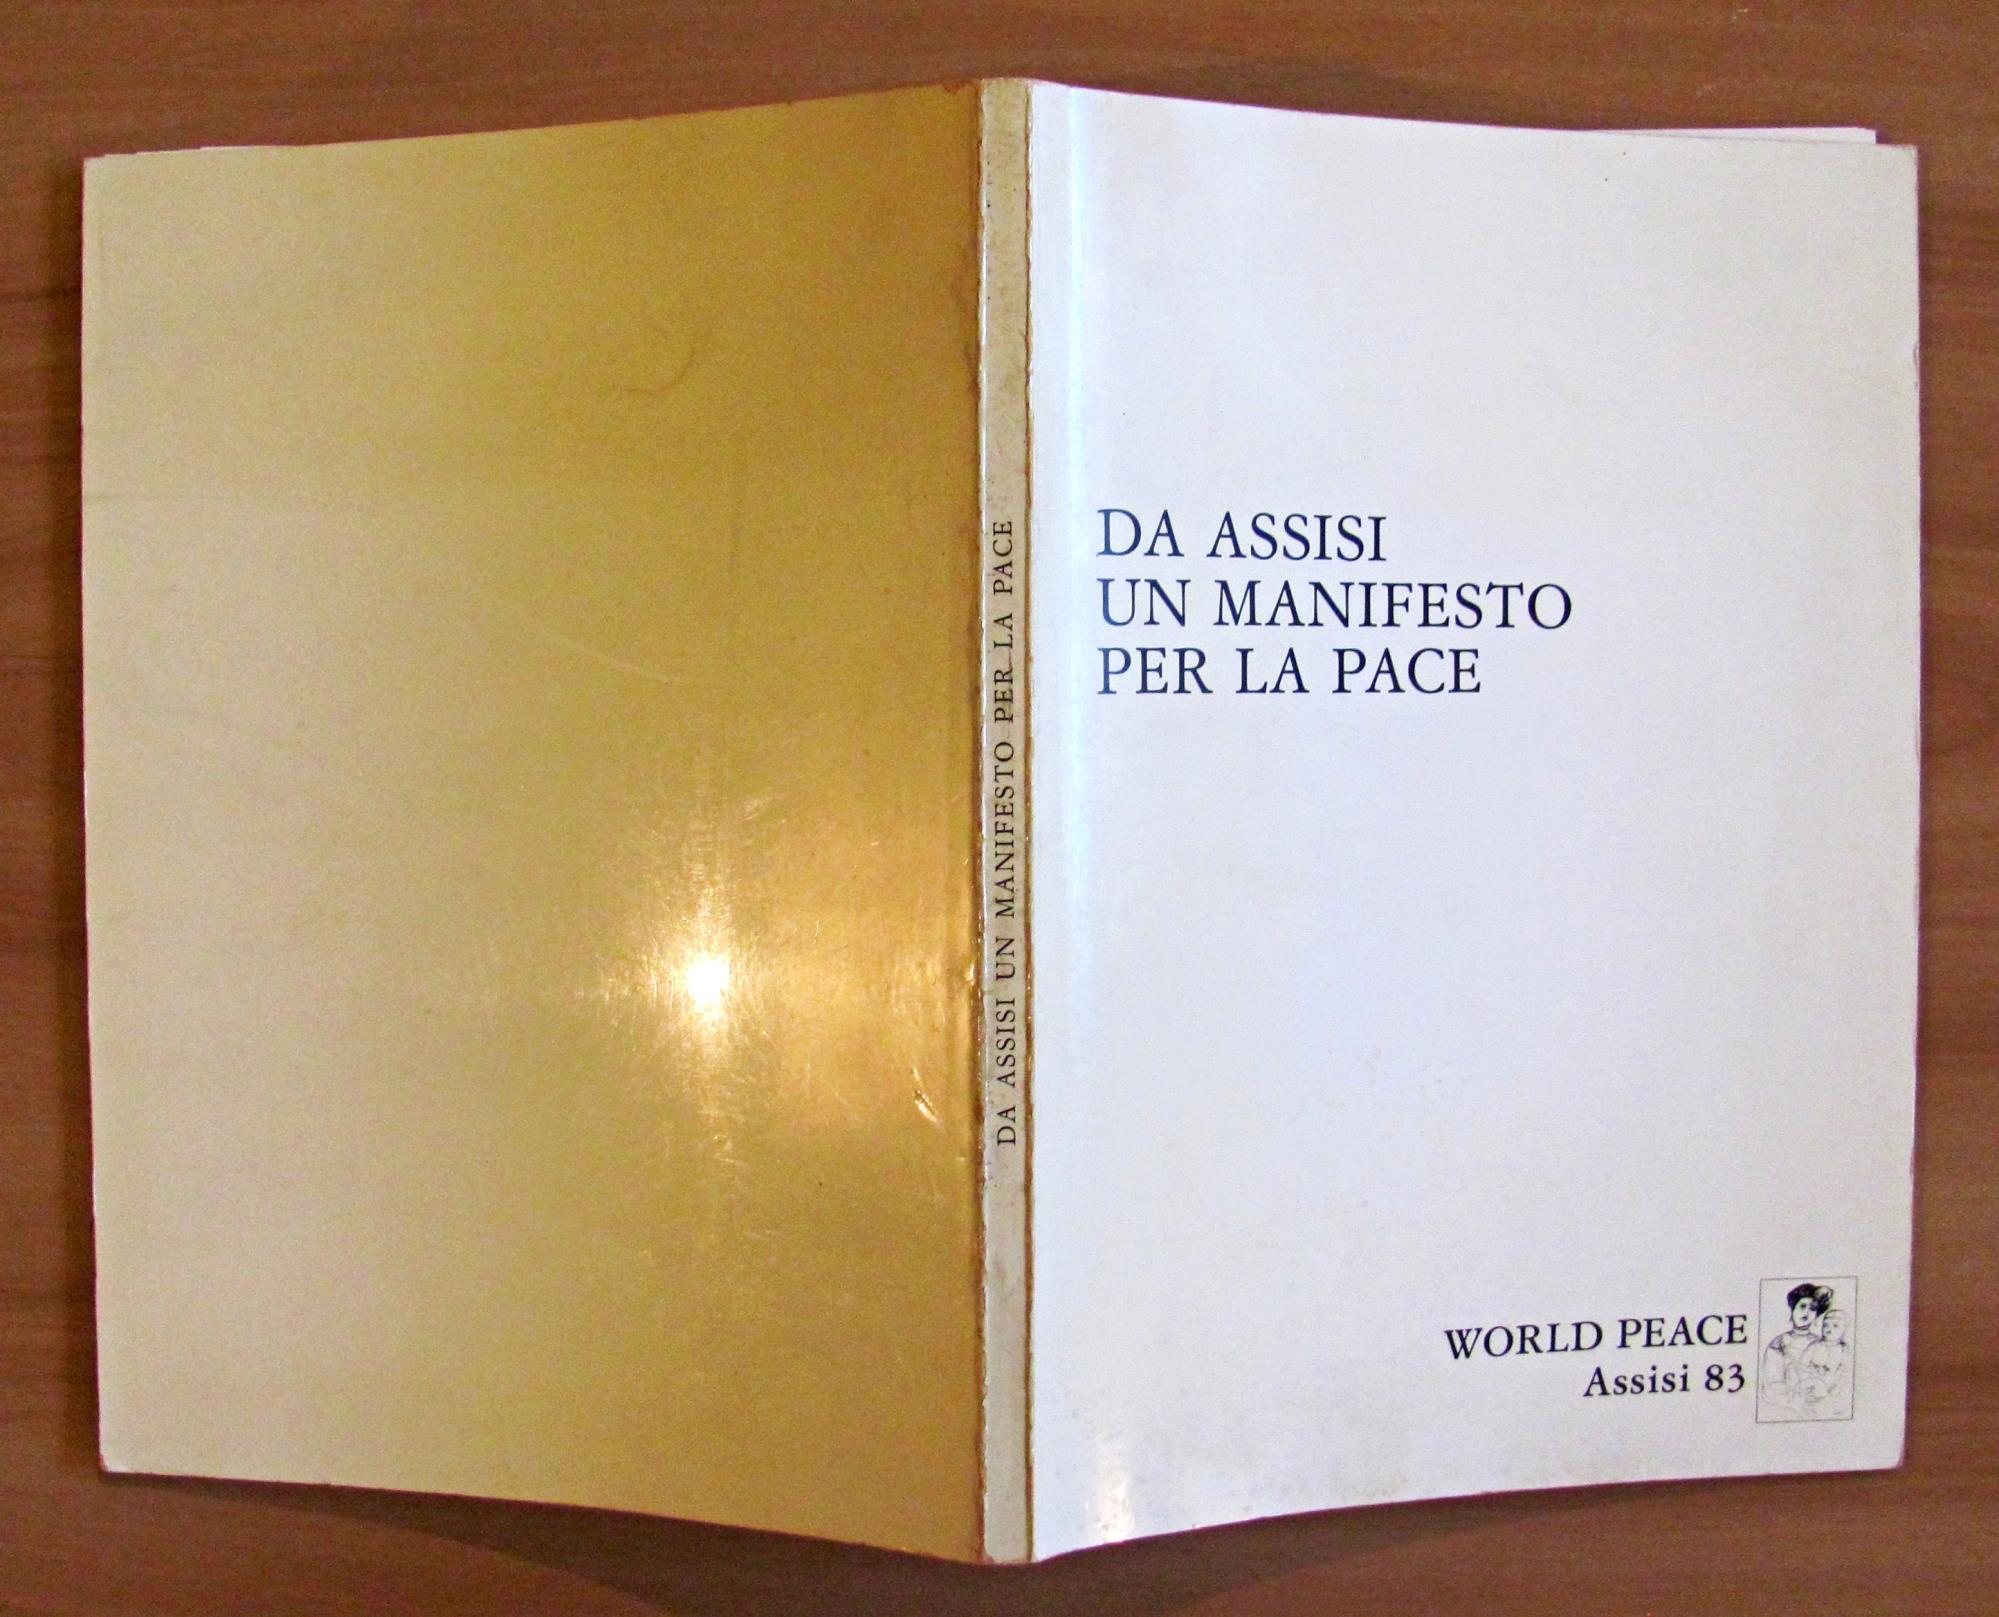 DA ASSISI UN MANIFESTO PER LA PACE
DA ASSISI
UN MANIFESTO
PER LA PACE
WORLD PEACE
Assisi 83